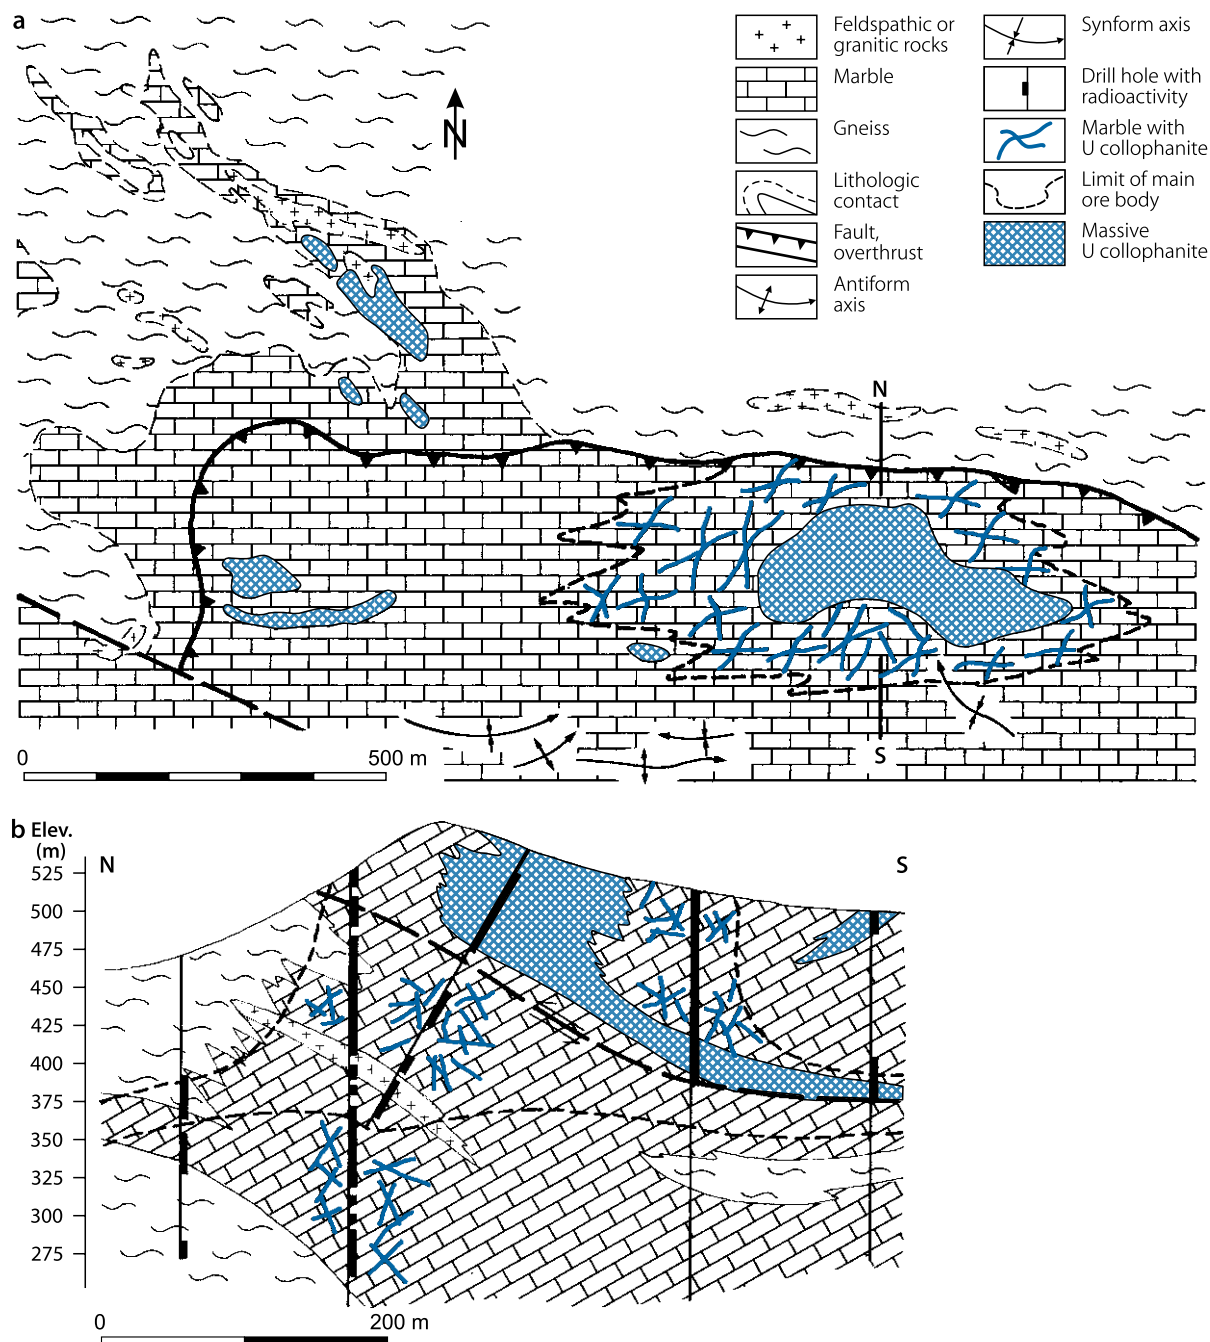 a
Feldspathic or
granitic rocks
Marble
Gneiss
Lithologic
contact
Fault,
overthrust
Antiform
axis
Synform axis
Drill hole with
radioactivity
Marble with
U collophanite
Limit of main
ore body
Massive
U collophanite
N
N
S
0 500 m
b Elev.
(m)
N S
525
500
475
450
425
400
375
350
325
300
275
0 200 m